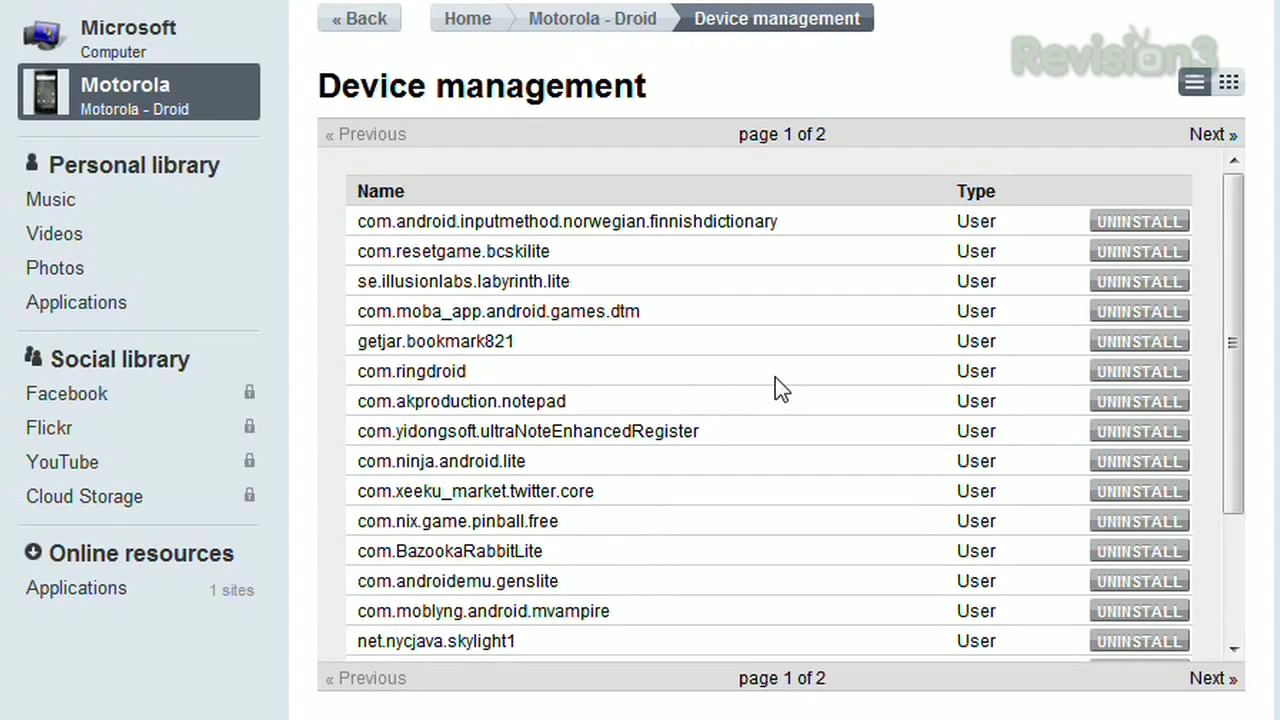 Microsoft
Computer
Motorola
Motorola - Droid
Personal library
Music
Videos
Photos
Applications
Social library
Facebook
Flickr
YouTube
Cloud Storage
Online resources
Applications 1 sites
« Back Home Motorola - Droid Device management
Revision3
Device management
« Previous page 1 of 2 Next »
Name Type
com.android.inputmethod.norwegian.finnishdictionary User UNINSTALL
com.resetgame.bcskilite User UNINSTALL
se.illusionlabs.labyrinth.lite User UNINSTALL
com.moba_app.android.games.dtm User UNINSTALL
getjar.bookmark821 User UNINSTALL
com.ringdroid User UNINSTALL
com.akproduction.notepad User UNINSTALL
com.yidongsoft.ultraNoteEnhancedRegister User UNINSTALL
com.ninja.android.lite User UNINSTALL
com.xeeku_market.twitter.core User UNINSTALL
com.nix.game.pinball.free User UNINSTALL
com.BazookaRabbitLite User UNINSTALL
com.androidemu.genslite User UNINSTALL
com.moblyng.android.mvampire User UNINSTALL
net.nycjava.skylight1 User UNINSTALL
« Previous page 1 of 2 Next »